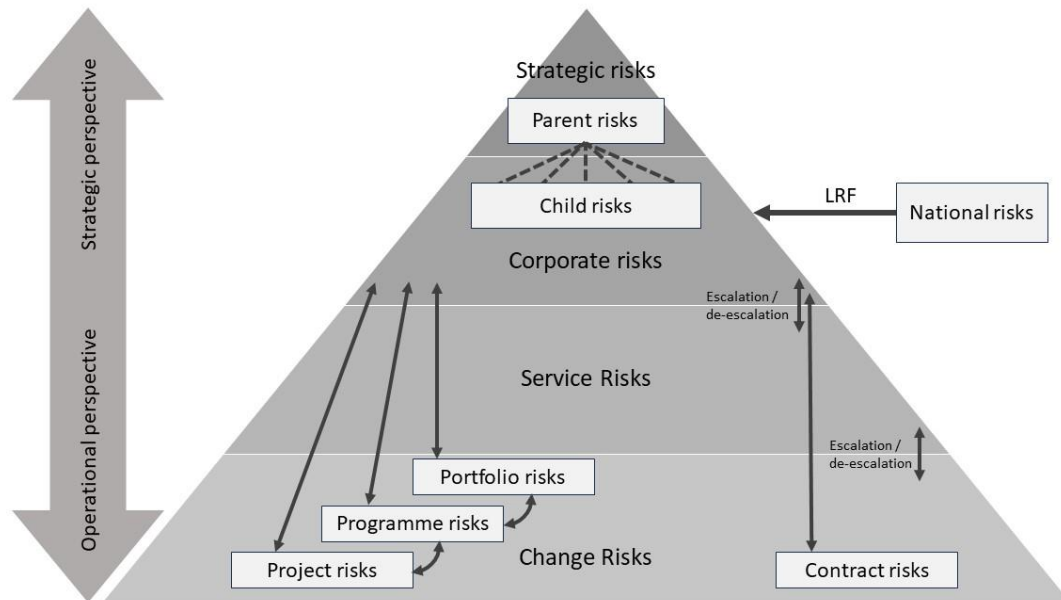 Strategic perspective
Operational perspective
Strategic risks
Parent risks
Child risks
LRF
National risks
Corporate risks
Escalation /
de-escalation
Service Risks
Escalation /
de-escalation
Portfolio risks
Programme risks
Change Risks
Project risks
Contract risks